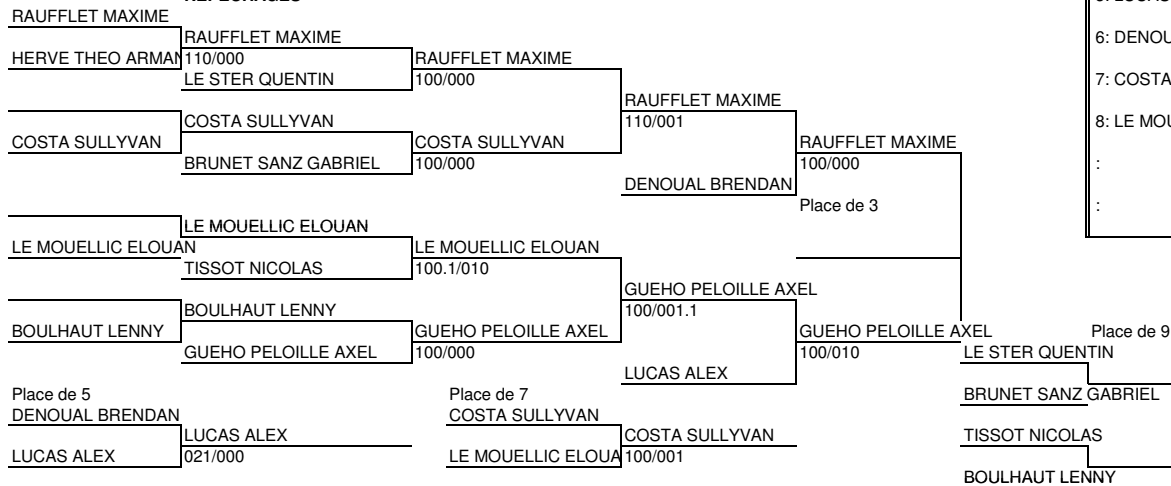 RAUFFLET MAXIME
RAUFFLET MAXIME
HERVE THEO ARMAN
110/000
RAUFFLET MAXIME
LE STER QUENTIN
100/000
RAUFFLET MAXIME
COSTA SULLYVAN
110/001
COSTA SULLYVAN
COSTA SULLYVAN
RAUFFLET MAXIME
BRUNET SANZ GABRIEL
100/000
100/000
DENOUAL BRENDAN
Place de 3
LE MOUELLIC ELOUAN
LE MOUELLIC ELOUAN
LE MOUELLIC ELOUAN
TISSOT NICOLAS
100.1/010
GUEHO PELOILLE AXEL
BOULHAUT LENNY
100/001.1
BOULHAUT LENNY
GUEHO PELOILLE AXEL
GUEHO PELOILLE AXEL
Place de 9
GUEHO PELOILLE AXEL
100/000
100/010
LE STER QUENTIN
LUCAS ALEX
Place de 5
Place de 7
BRUNET SANZ GABRIEL
DENOUAL BRENDAN
COSTA SULLYVAN
LUCAS ALEX
COSTA SULLYVAN
TISSOT NICOLAS
LUCAS ALEX
021/000
LE MOUELLIC ELOUA
100/001
BOULHAUT LENNY
6: DENOU
7: COSTA
8: LE MOU
:
: